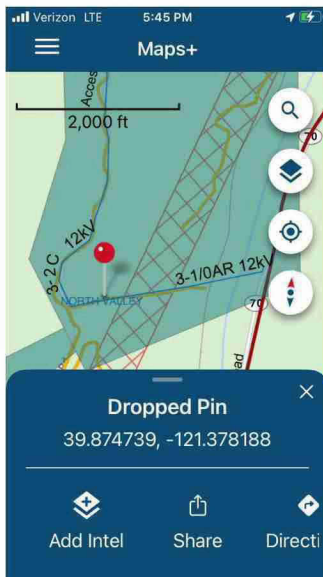 Verizon LTE 5:45 PM
Maps+
Acces
2,000 ft
70
12kV
3-2C
3-1/0AR 12kV
NORTH VALLEY
70
ad
Dropped Pin
39.874739, -121.378188
Add Intel Share Directi